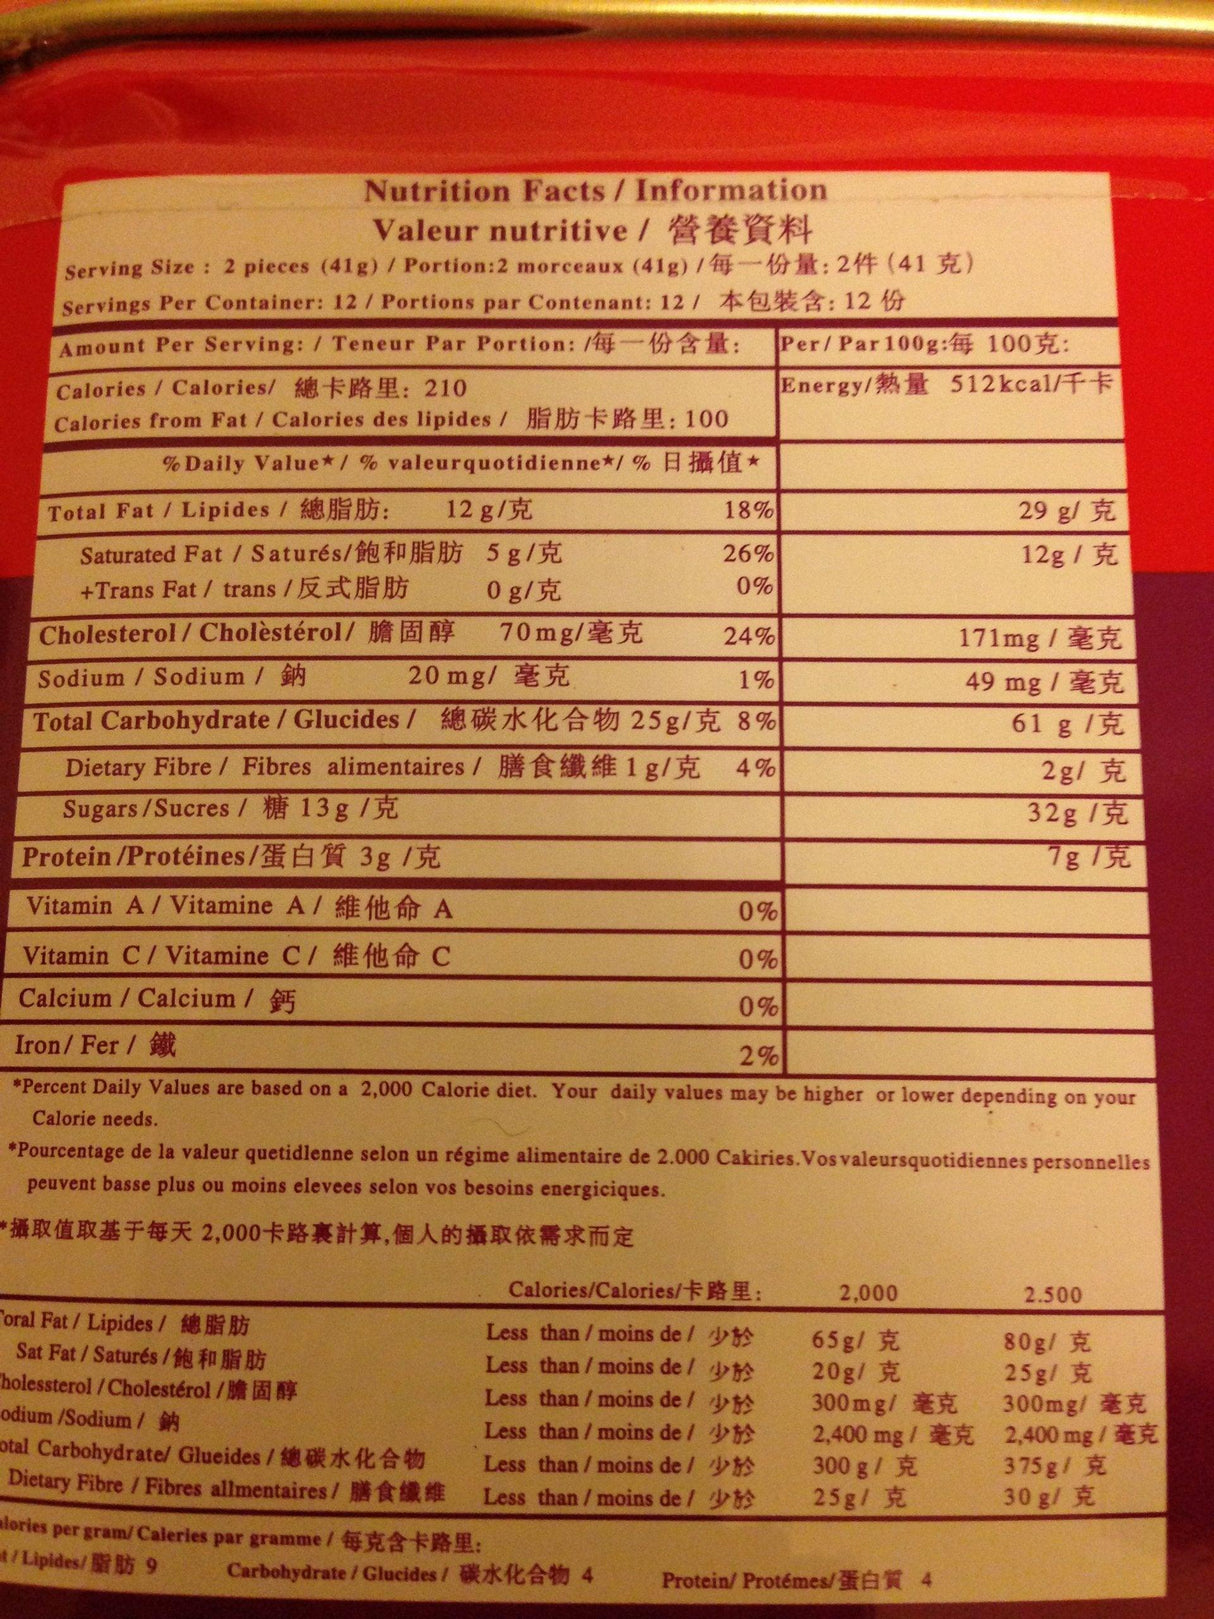 Nutrition Facts / Information
Valeur nutritive / 營養資料
Serving Size : 2 pieces (41g) / Portion:2 morceaux (41g) /每一份量: 2件 (41 克)
Servings Per Container: 12 / Portions par Contenant: 12 / 本包裝含: 12 份
Amount Per Serving: / Teneur Par Portion: /每一份含量: Per/ Par 100g:每 100克:
Calories / Calories/ 總卡路里: 210 Energy/熱量 512kcal/千卡
Calories from Fat / Calories des lipides / 脂肪卡路里: 100
%Daily Value★/ % valeurquotidienne★/ % 日攝值★
Total Fat / Lipides / 總脂肪: 12 g/克 18% 29 g/ 克
Saturated Fat / Saturés/飽和脂肪 5 g/克 26% 12g / 克
+Trans Fat / trans /反式脂肪 0 g/克 0%
Cholesterol / Cholèstérol/ 膽固醇 70mg/毫克 24% 171mg / 毫克
Sodium / Sodium / 鈉 20 mg/ 毫克 1% 49 mg / 毫克
Total Carbohydrate / Glucides / 總碳水化合物 25g/克 8% 61 g /克
Dietary Fibre / Fibres alimentaires / 膳食纖維 1 g/克 4% 2g/ 克
Sugars/Sucres / 糖 13g /克 32g /克
Protein/Protéines/蛋白質 3g /克 7g /克
Vitamin A / Vitamine A / 維他命 A 0%
Vitamin C / Vitamine C / 維他命 C 0%
Calcium / Calcium / 鈣 0%
Iron/ Fer / 鐵 2%
*Percent Daily Values are based on a 2,000 Calorie diet. Your daily values may be higher or lower depending on your
Calorie needs.
*Pourcentage de la valeur quetidlenne selon un régime alimentaire de 2.000 Cakiries.Vos valeursquotidiennes personnelles
peuvent basse plus ou moins elevees selon vos besoins energiciques.
*攝取值取基于每天 2,000卡路裏計算,個人的攝取依需求而定
Calories/Calories/卡路里: 2,000 2.500
Toral Fat / Lipides / 總脂肪 Less than / moins de / 少於 65g/ 克 80g/ 克
Sat Fat / Saturés /飽和脂肪 Less than / moins de / 少於 20g/ 克 25g/ 克
holessterol /Cholestérol /膽固醇 Less than / moins de / 少於 300mg/ 毫克 300mg/ 毫克
odium /Sodium / 鈉 Less than / moins de / 少於 2,400 mg / 毫克 2,400 mg / 毫克
otal Carbohydrate/ Glueides / 總碳水化合物 Less than / moins de / 少於 300 g / 克 375g/ 克
Dietary Fibre / Fibres allmentaires / 膳食纖維 Less than / moins de / 少於 25g/ 克 30 g/ 克
alories per gram/ Caleries par gramme / 每克含卡路里:
at / Lipides/ 脂肪 9 Carbohydrate / Glucides / 碳水化合物 4 Protein/ Protémes/蛋白質 4